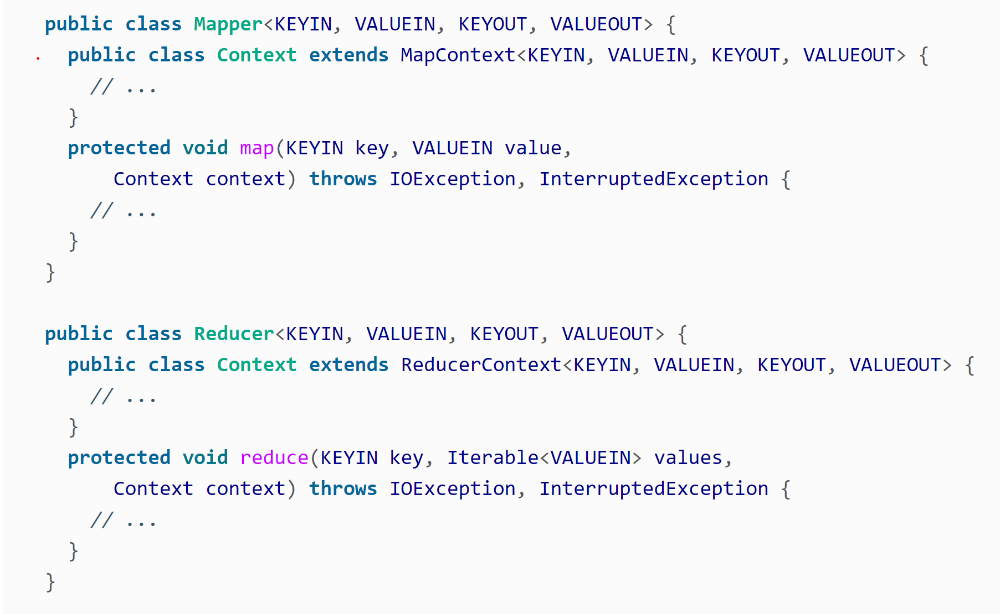 public class Mapper<KEYIN, VALUEIN, KEYOUT, VALUEOUT> {
  public class Context extends MapContext<KEYIN, VALUEIN, KEYOUT, VALUEOUT> {
    // ...
  }
  protected void map(KEYIN key, VALUEIN value,
      Context context) throws IOException, InterruptedException {
    // ...
  }
}

public class Reducer<KEYIN, VALUEIN, KEYOUT, VALUEOUT> {
  public class Context extends ReducerContext<KEYIN, VALUEIN, KEYOUT, VALUEOUT> {
    // ...
  }
  protected void reduce(KEYIN key, Iterable<VALUEIN> values,
      Context context) throws IOException, InterruptedException {
    // ...
  }
}